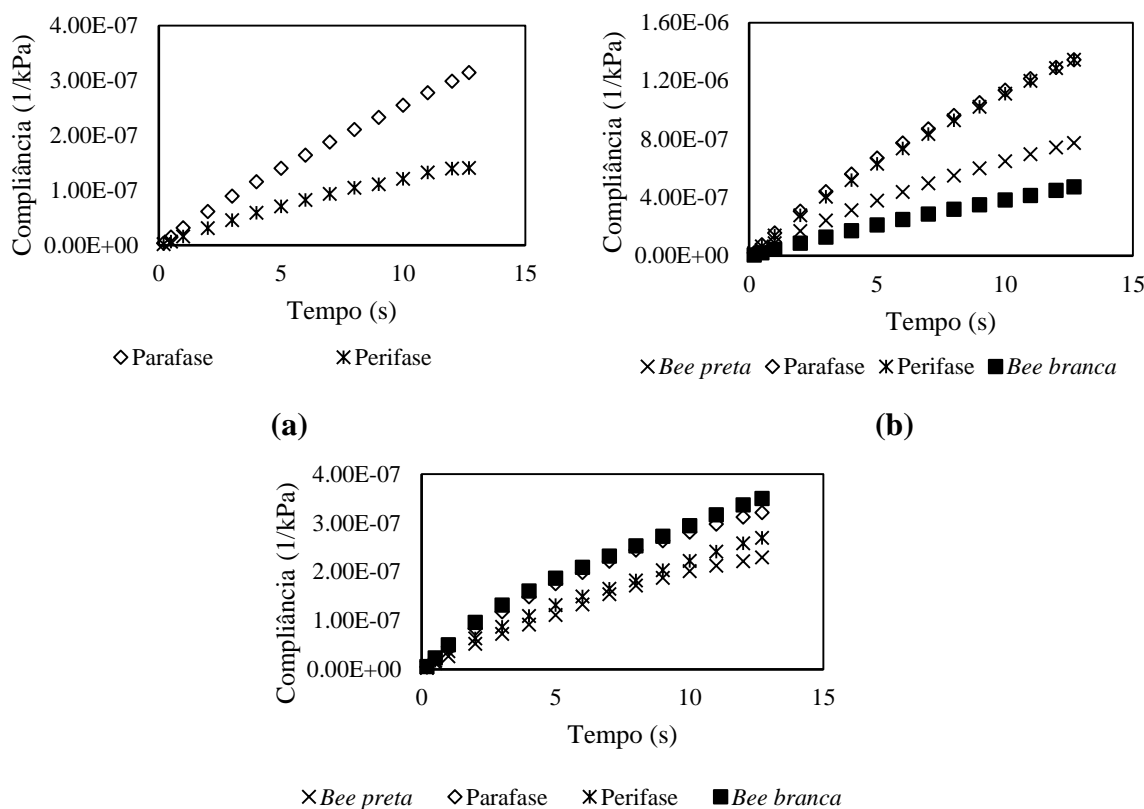 4.00E-07
3.00E-07
2.00E-07
1.00E-07
0.00E+00
Compliância (1/kPa)
0 5 10 15
Tempo (s)
Parafase Perifase
(a)
1.60E-06
1.20E-06
8.00E-07
4.00E-07
0.00E+00
Compliância (1/kPa)
0 5 10 15
Tempo (s)
Bee preta Parafase Perifase Bee branca
(b)
4.00E-07
3.00E-07
2.00E-07
1.00E-07
0.00E+00
Compliância (1/kPa)
0 5 10 15
Tempo (s)
Bee preta Parafase Perifase Bee branca